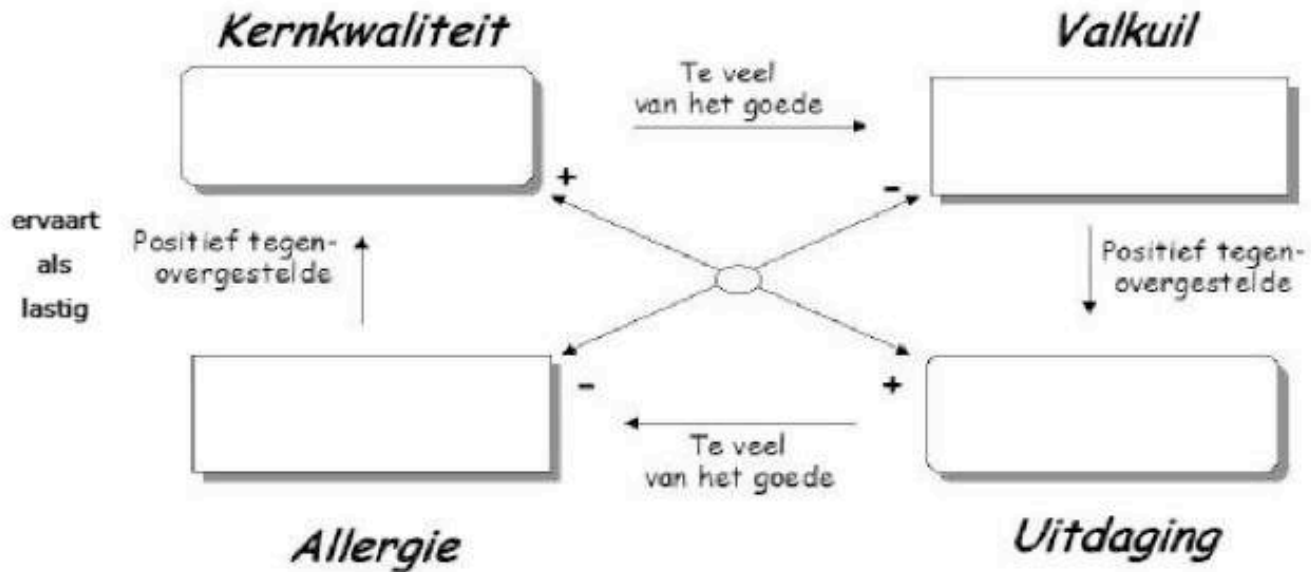 Kernkwaliteit
Valkuil
Te veel
van het goede
+
-
ervaart
als
lastig
Positief tegen-
overgestelde
Positief tegen-
overgestelde
-
+
Te veel
van het goede
Allergie
Uitdaging